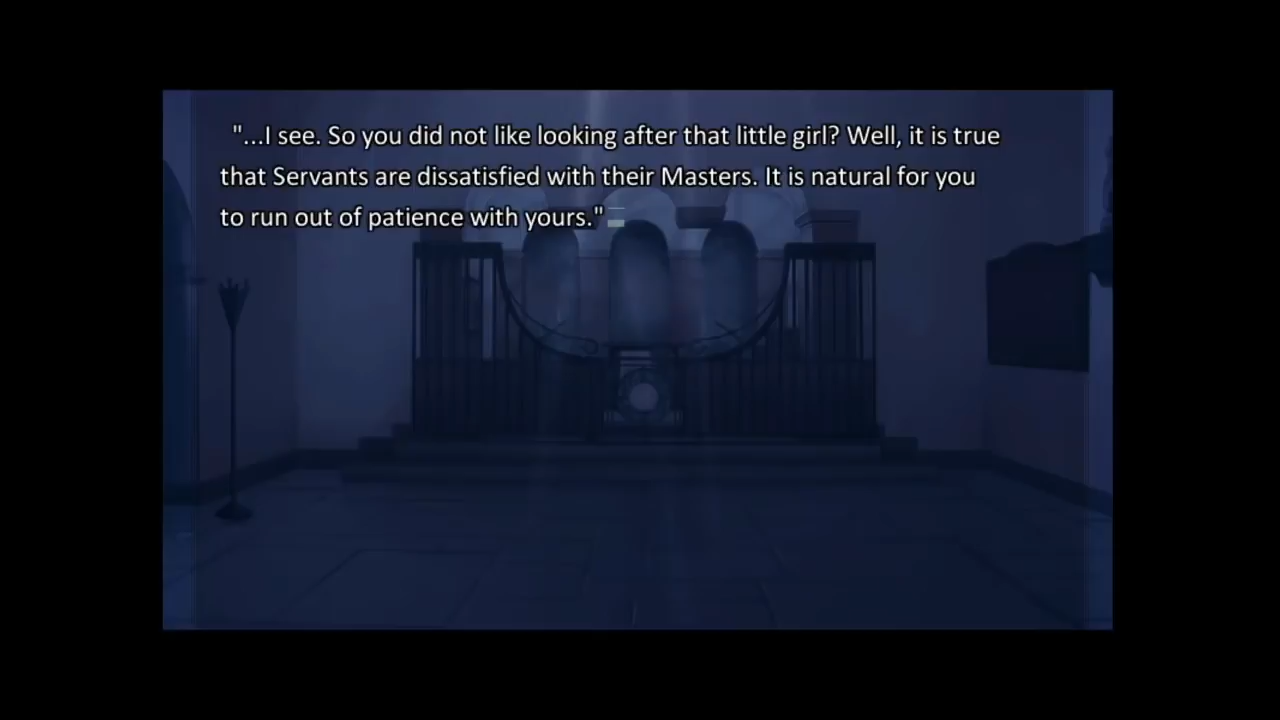 "...I see. So you did not like looking after that little girl? Well, it is true
that Servants are dissatisfied with their Masters. It is natural for you
to run out of patience with yours."